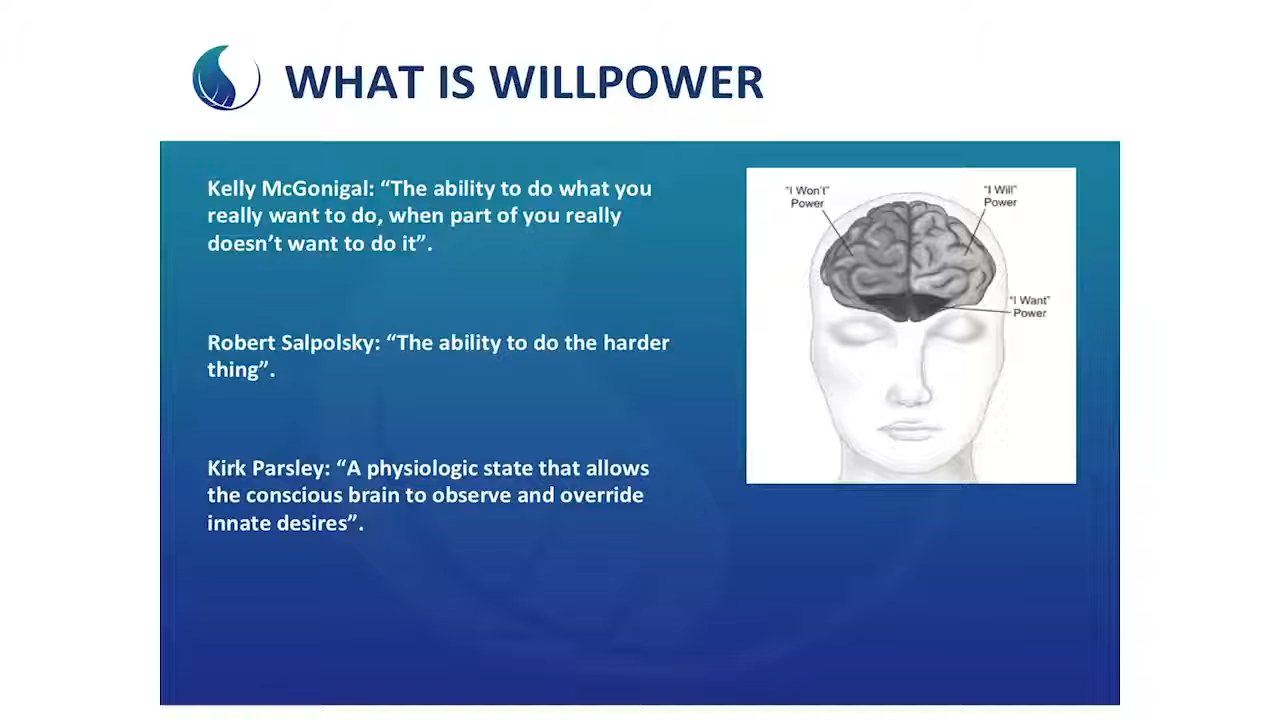 WHAT IS WILLPOWER
Kelly McGonigal: “The ability to do what you
really want to do, when part of you really
doesn’t want to do it”.
Robert Salpolsky: “The ability to do the harder
thing”.
Kirk Parsley: “A physiologic state that allows
the conscious brain to observe and override
innate desires”.
"I Won't"
Power
"I Will"
Power
"I Want"
Power